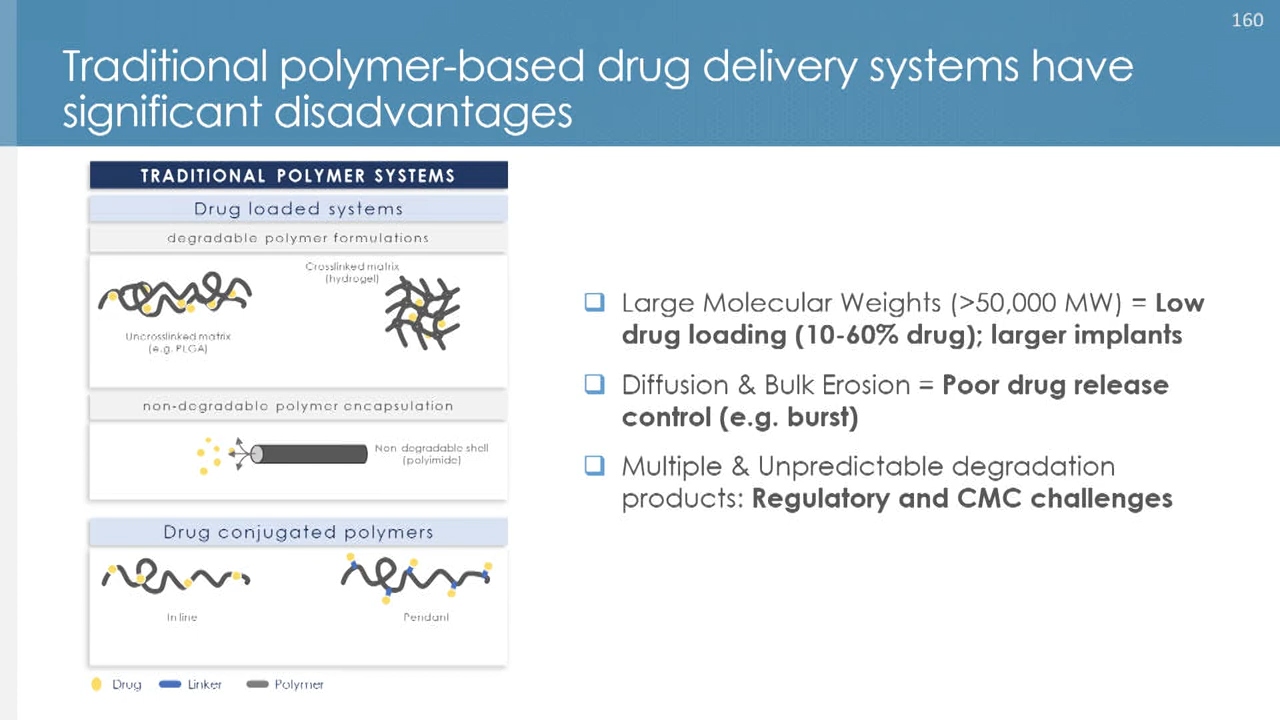 160
Traditional polymer-based drug delivery systems have
significant disadvantages
TRADITIONAL POLYMER SYSTEMS
Drug loaded systems
degradable polymer formulations
Crosslinked matrix
(hydrogel)
Uncrosslinked matrix
(e.g. PLGA)
non-degradable polymer encapsulation
Non degradable shell
(polyimide)
Drug conjugated polymers
In line
Pendant
Drug
Linker
Polymer
Large Molecular Weights (>50,000 MW) = Low
drug loading (10-60% drug); larger implants
Diffusion & Bulk Erosion = Poor drug release
control (e.g. burst)
Multiple & Unpredictable degradation
products: Regulatory and CMC challenges